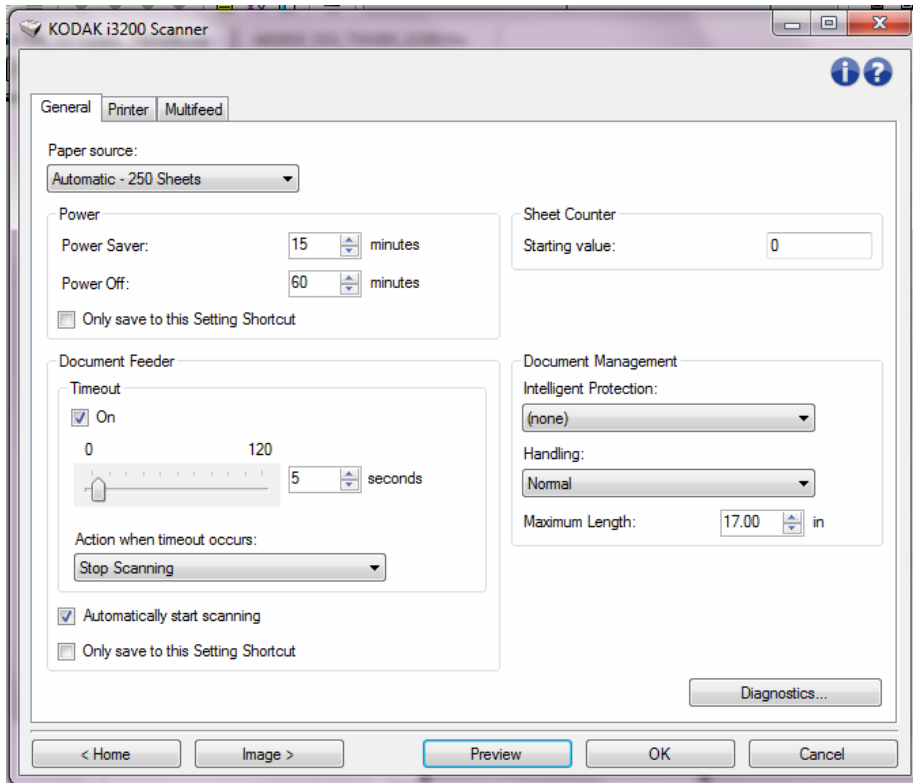 KODAK i3200 Scanner
General Printer Multifeed
Paper source:
Automatic - 250 Sheets
Power
Power Saver: 15 minutes
Power Off: 60 minutes
Only save to this Setting Shortcut
Sheet Counter
Starting value: 0
Document Feeder
Timeout
On
0 120
5 seconds
Action when timeout occurs:
Stop Scanning
Automatically start scanning
Only save to this Setting Shortcut
Document Management
Intelligent Protection:
(none)
Handling:
Normal
Maximum Length: 17.00 in
Diagnostics...
< Home Image > Preview OK Cancel